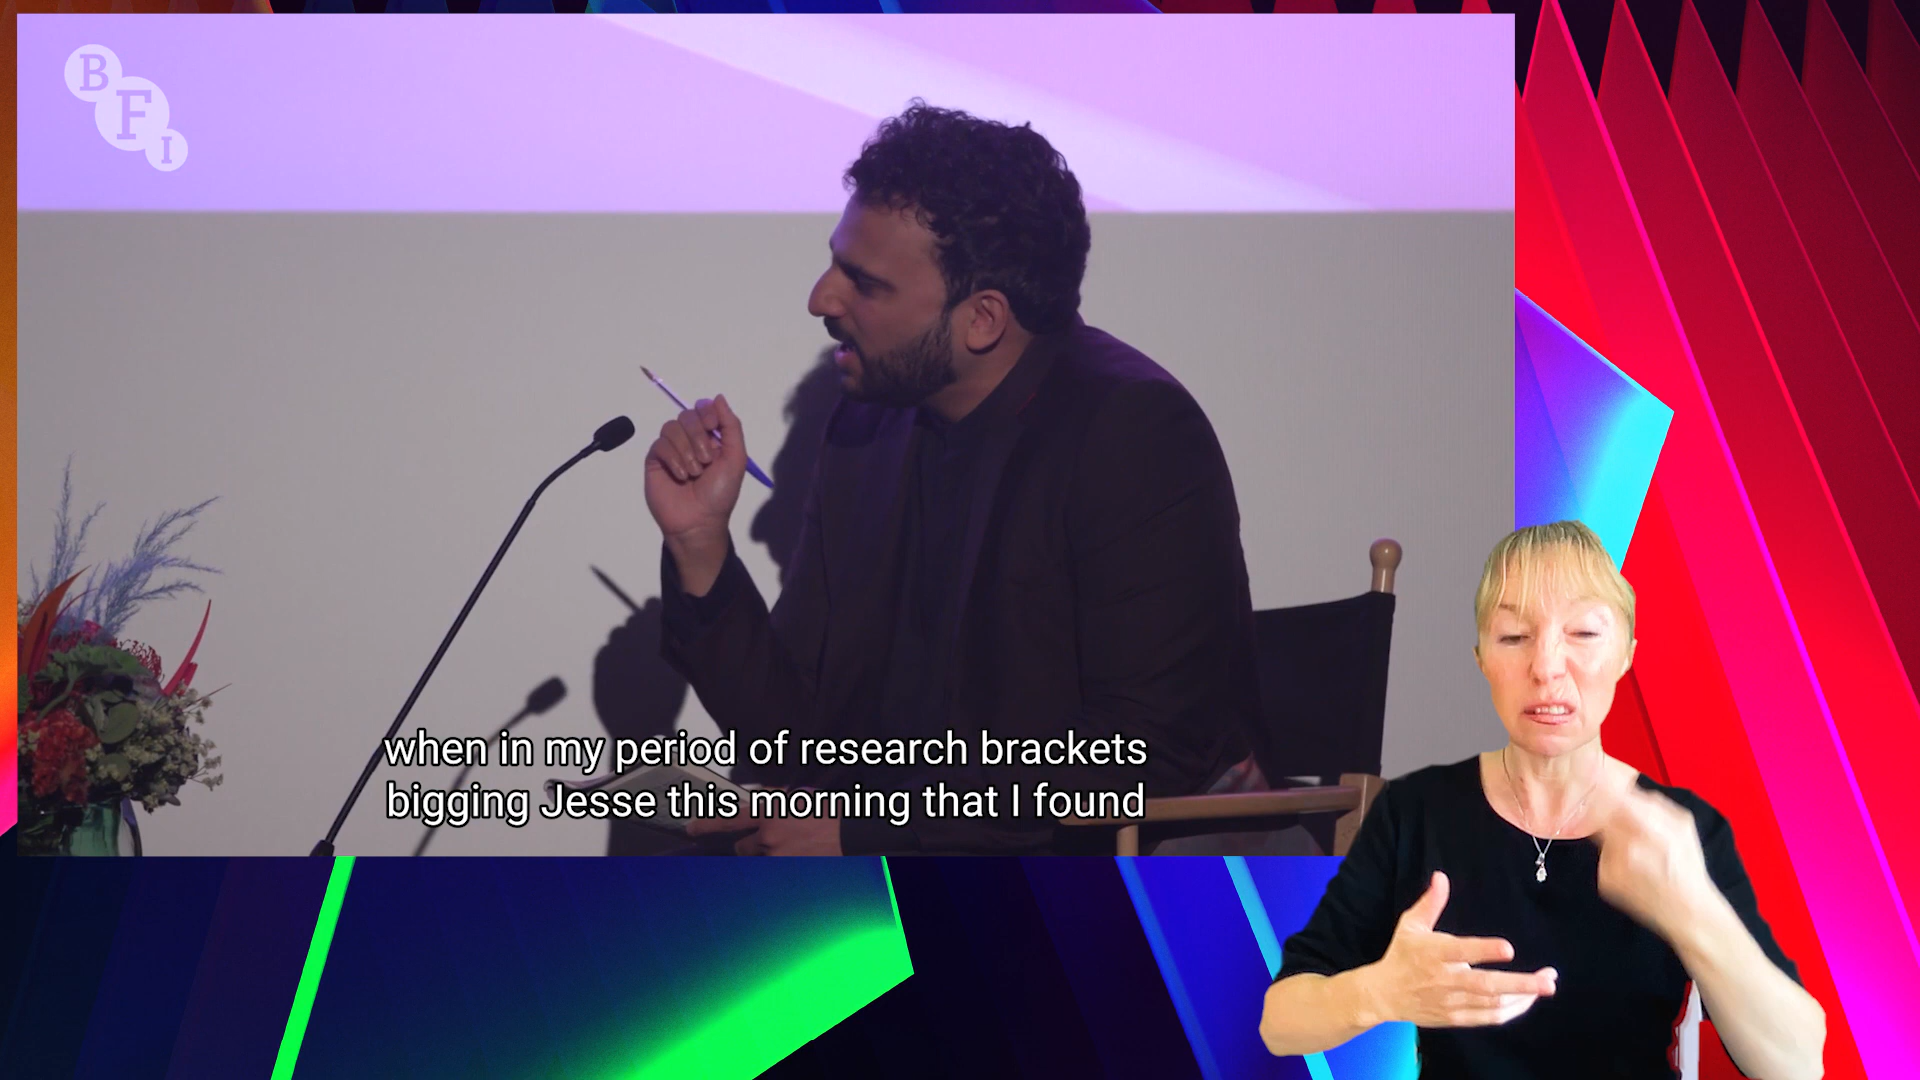 BFI
when in my period of research brackets
bigging Jesse this morning that I found